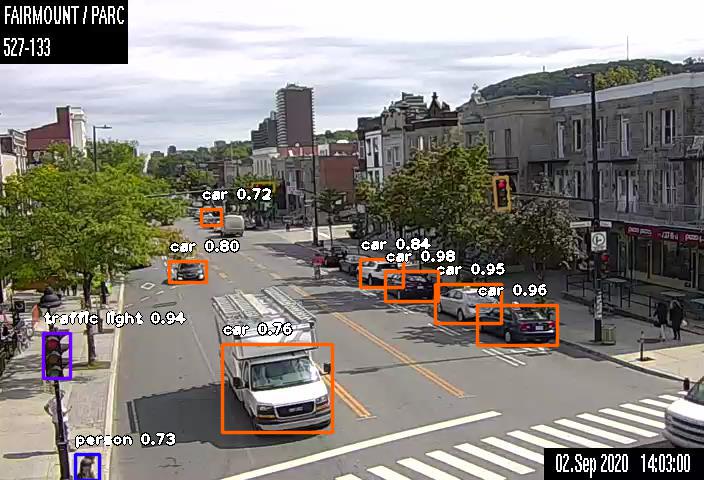 FAIRMOUNT / PARC
527-133
car 0.72
car 0.80
car 0.84
car 0.98
car 0.95
car 0.96
traffic light 0.94
car 0.76
person 0.73
P
02.Sep 2020 14:03:00